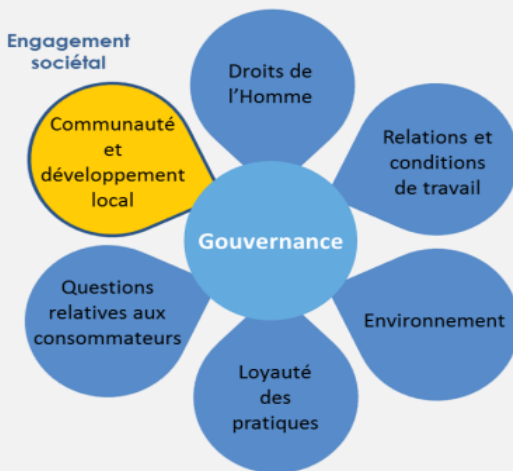 Engagement
sociétal
Droits de
l'Homme
Communauté
et
développement
local
Relations et
conditions
de travail
Gouvernance
Questions
relatives aux
consommateurs
Environnement
Loyauté
des
pratiques